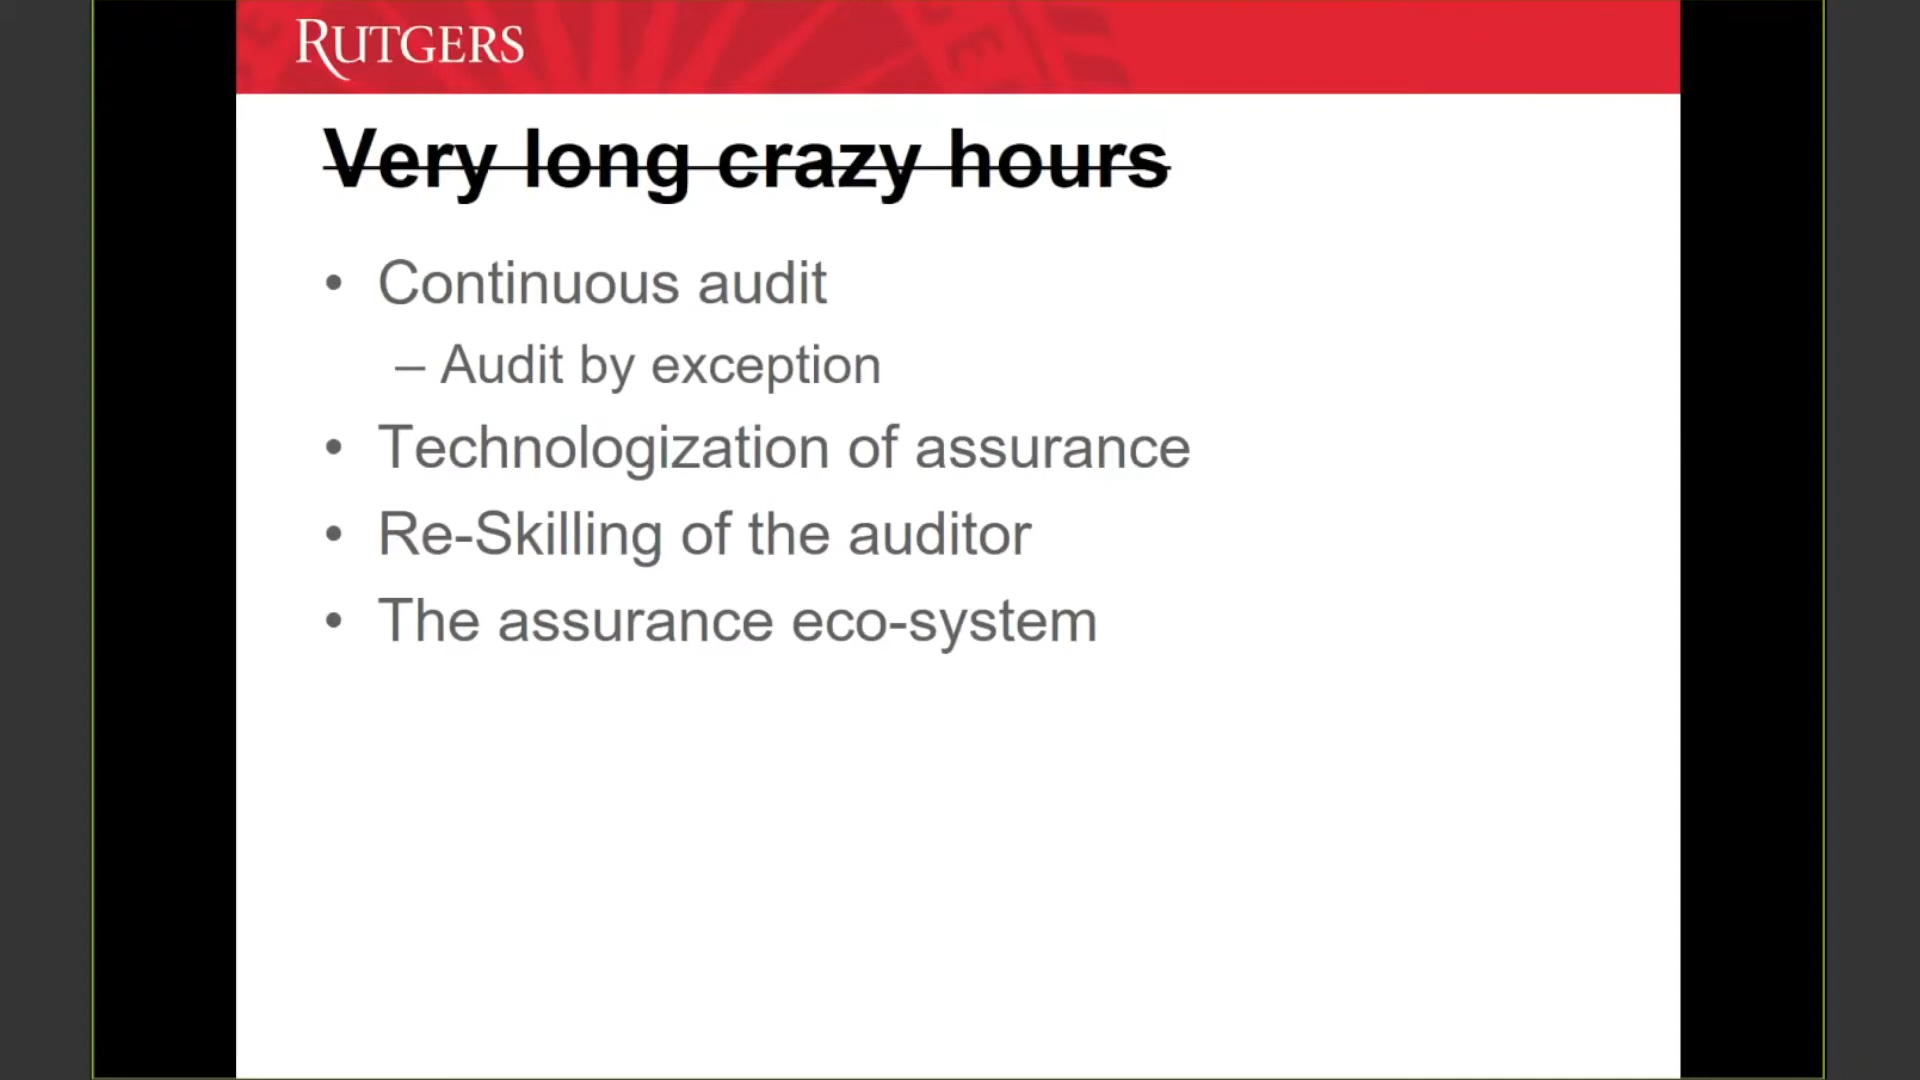 RUTGERS
Very long crazy hours
• Continuous audit
– Audit by exception
• Technologization of assurance
• Re-Skilling of the auditor
• The assurance eco-system